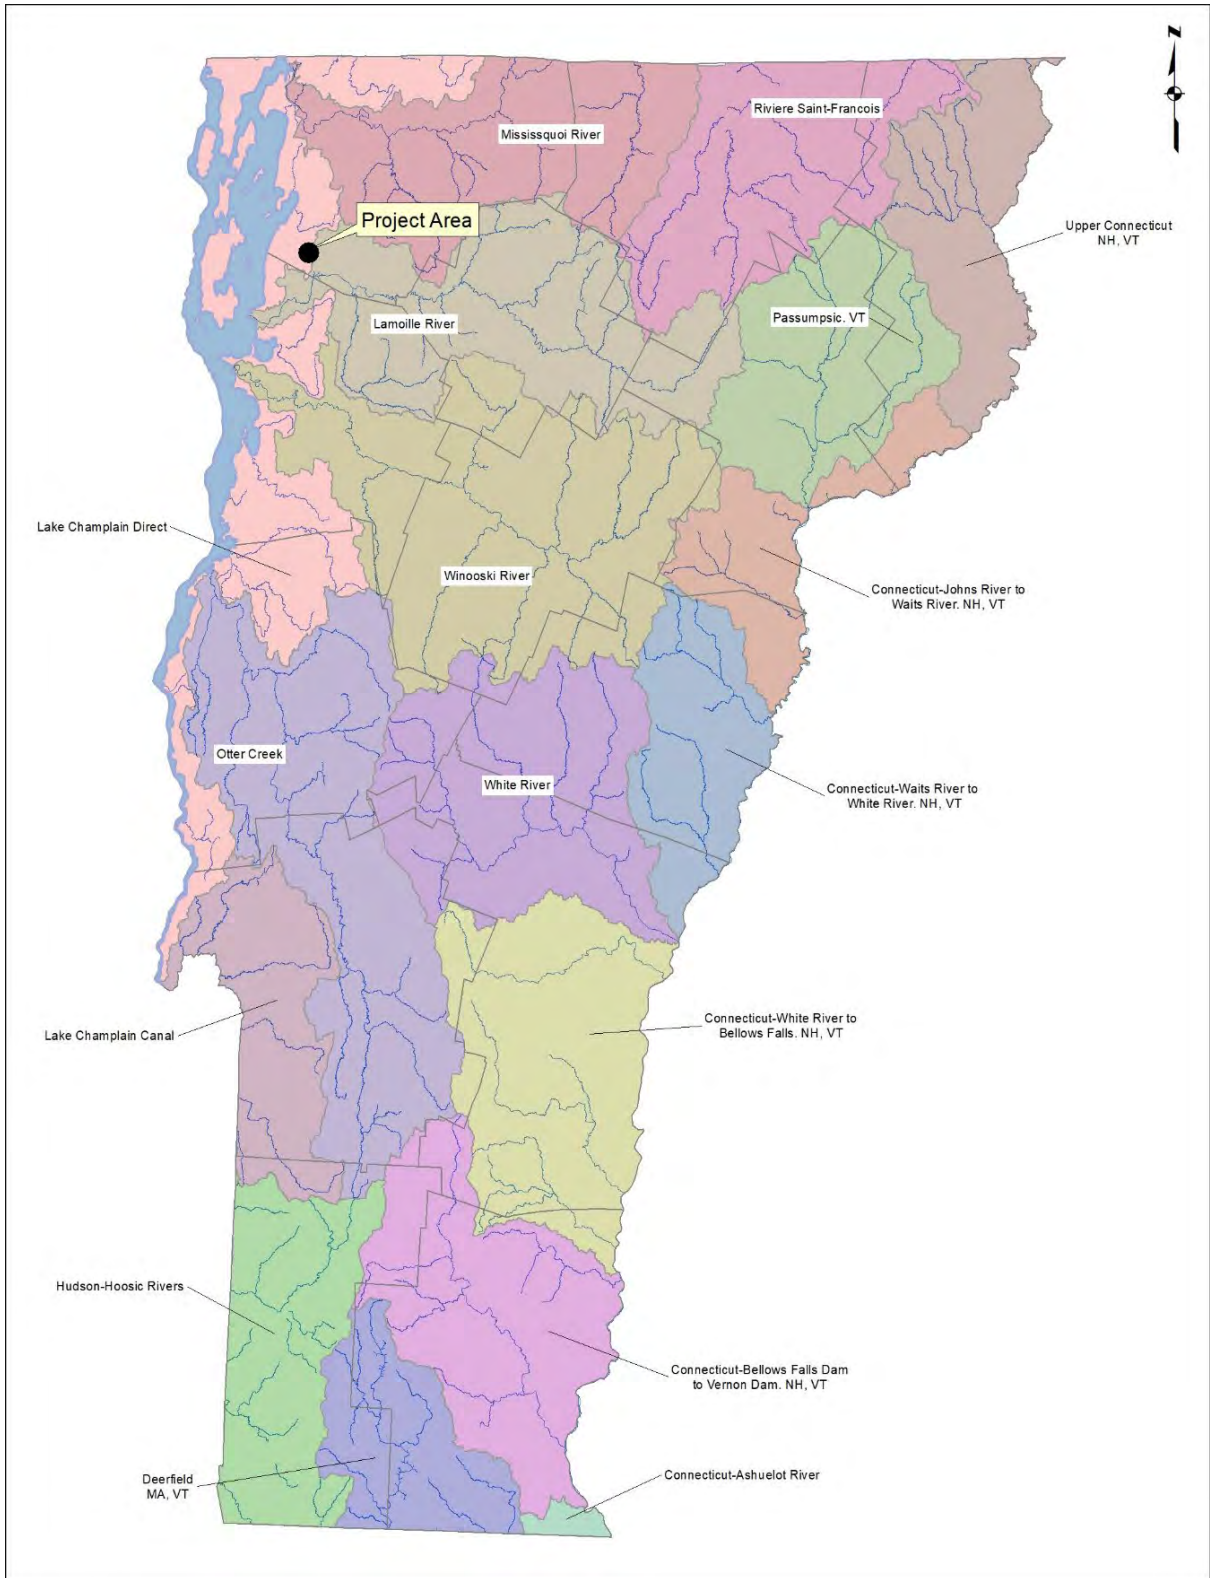 N
Riviere Saint-Francois
Mississquoi River
Project Area
Upper Connecticut
NH, VT
Passumpsic. VT
Lamoille River
Lake Champlain Direct
Winooski River
Connecticut-Johns River to
Waits River. NH, VT
Otter Creek
White River
Connecticut-Waits River to
White River. NH, VT
Connecticut-White River to
Bellows Falls. NH, VT
Lake Champlain Canal
Hudson-Hoosic Rivers
Connecticut-Bellows Falls Dam
to Vernon Dam. NH, VT
Deerfield
MA, VT
Connecticut-Ashuelot River